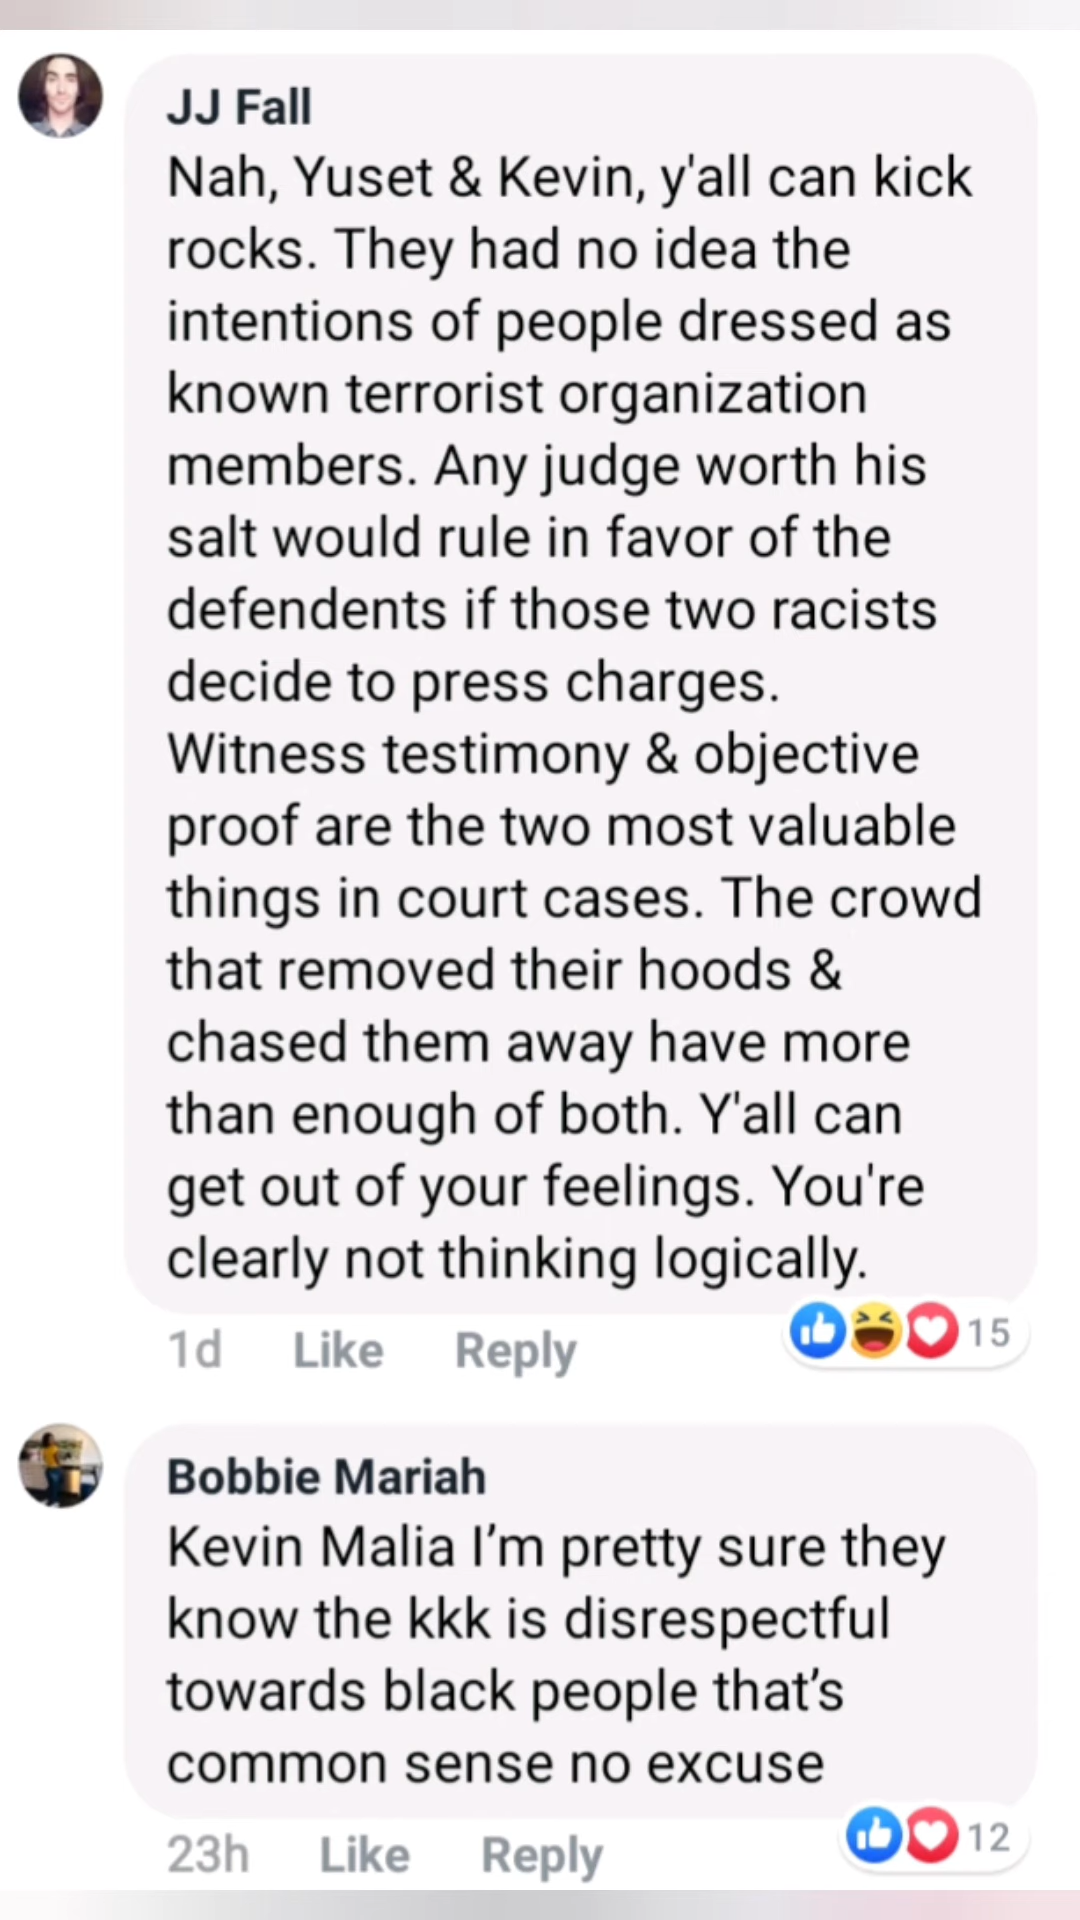 JJ Fall
Nah, Yuset & Kevin, y'all can kick
rocks. They had no idea the
intentions of people dressed as
known terrorist organization
members. Any judge worth his
salt would rule in favor of the
defendents if those two racists
decide to press charges.
Witness testimony & objective
proof are the two most valuable
things in court cases. The crowd
that removed their hoods &
chased them away have more
than enough of both. Y'all can
get out of your feelings. You're
clearly not thinking logically.
1d Like Reply 15
Bobbie Mariah
Kevin Malia I’m pretty sure they
know the kkk is disrespectful
towards black people that’s
common sense no excuse
23h Like Reply 12